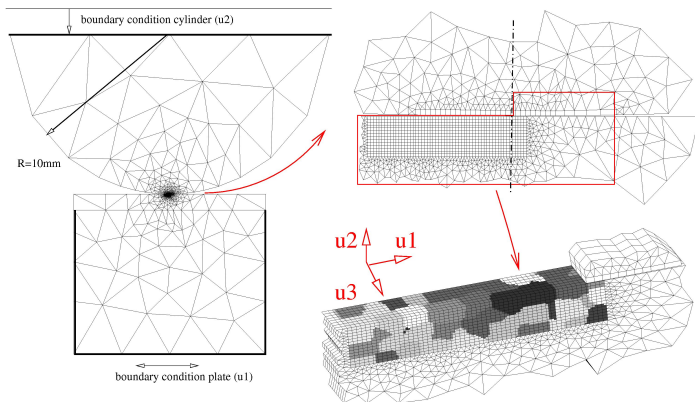 boundary condition cylinder (u2)
R=10mm
boundary condition plate (u1)
u2
u1
u3